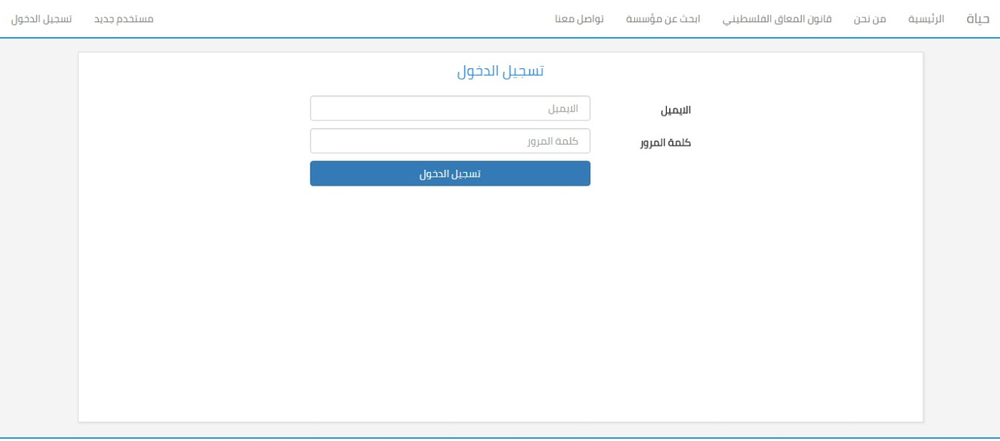 حياة الرئيسية من نحن قانون المعاق الفلسطيني ابحث عن مؤسسة تواصل معنا مستخدم جديد تسجيل الدخول
تسجيل الدخول
الايميل الايميل
كلمة المرور كلمة المرور
تسجيل الدخول